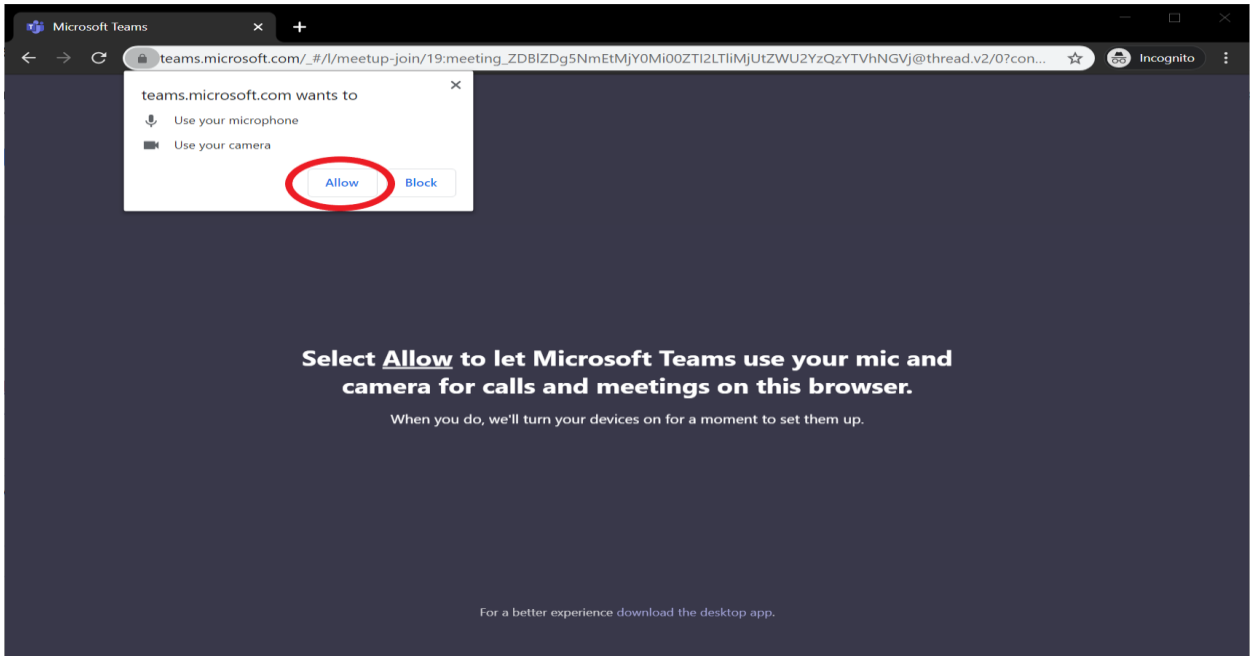 Microsoft Teams
teams.microsoft.com/_#/l/meetup-join/19:meeting_ZDBlZDg5NmEtMjY0Mi00ZTI2LTliMjUtZWU2YzQzYTVhNGVj@thread.v2/0?con...
Incognito
teams.microsoft.com wants to
Use your microphone
Use your camera
Allow Block
Select Allow to let Microsoft Teams use your mic and
camera for calls and meetings on this browser.
When you do, we'll turn your devices on for a moment to set them up.
For a better experience download the desktop app.